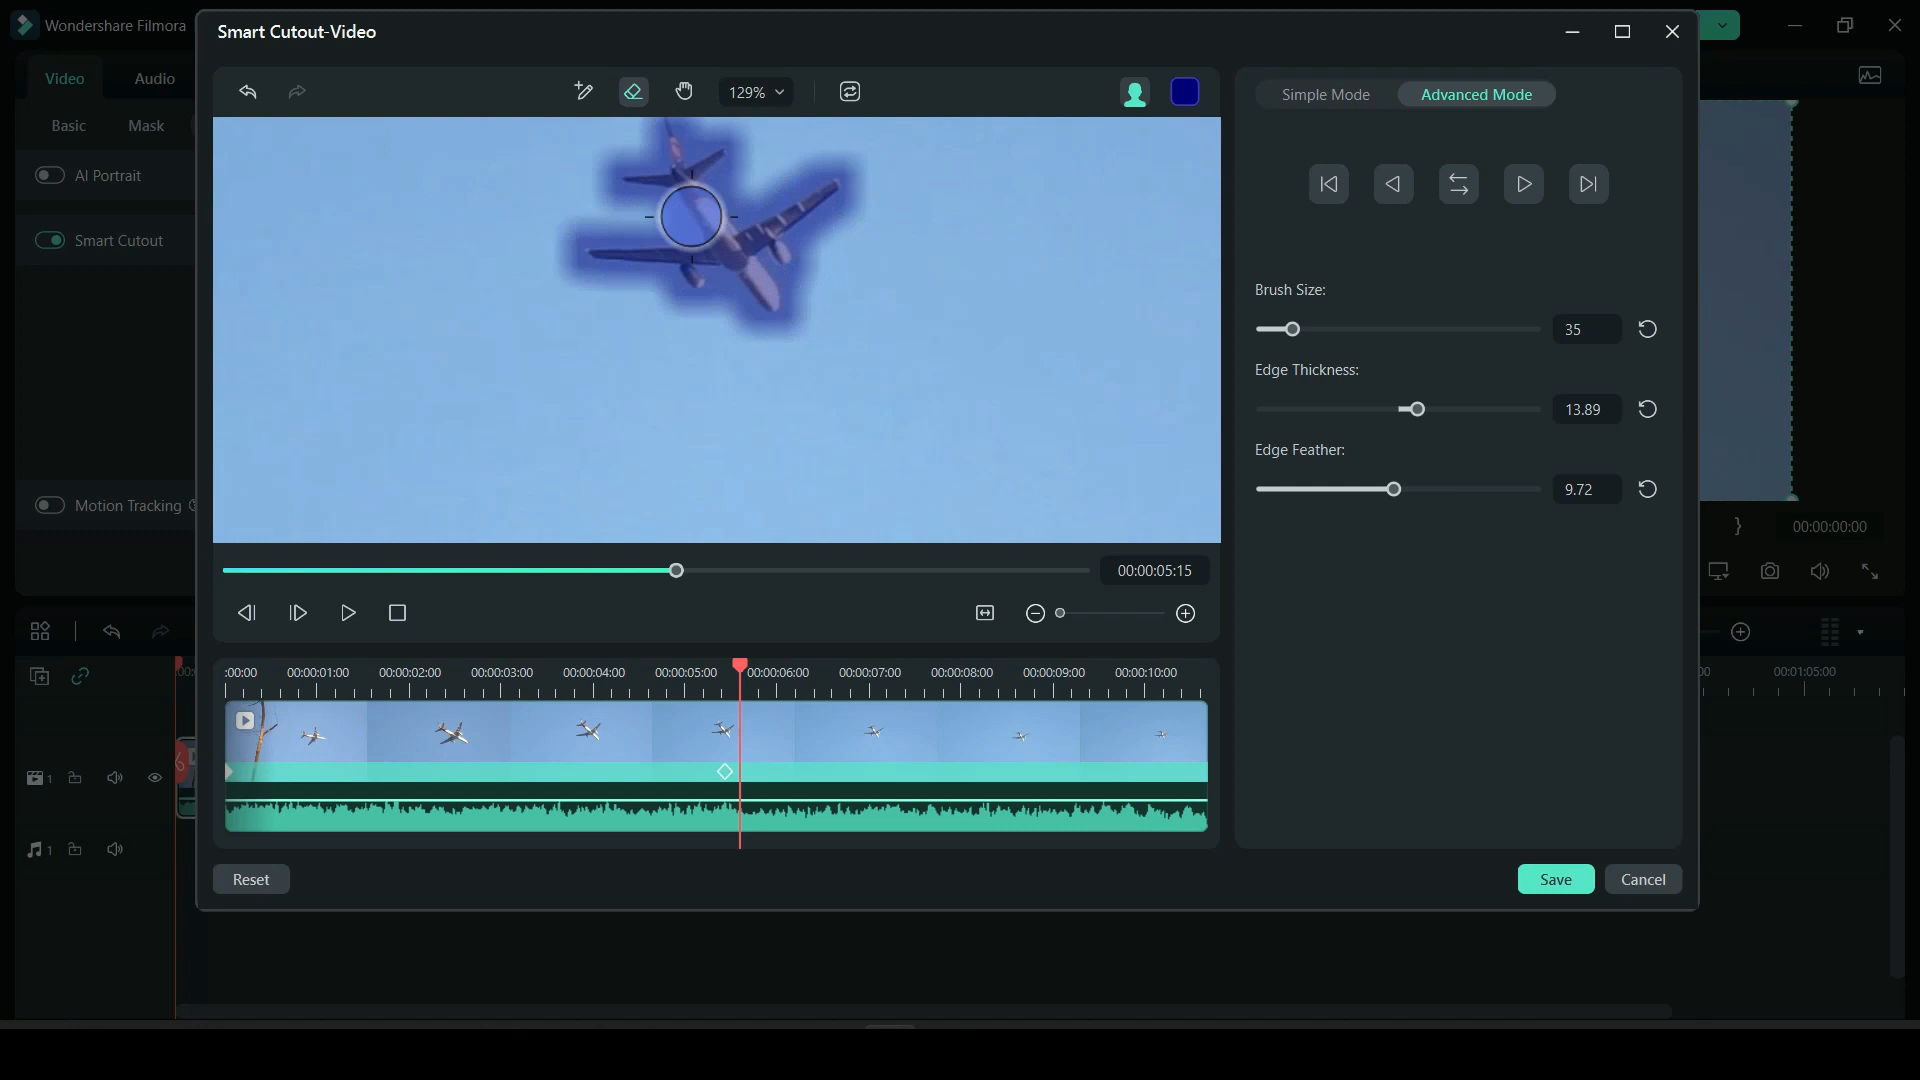 Wondershare Filmora
Smart Cutout-Video
Video
Audio
Basic
Mask
AI Portrait
Smart Cutout
Motion Tracking
129%
Simple Mode
Advanced Mode
Brush Size:
35
Edge Thickness:
13.89
Edge Feather:
9.72
00:00:05:15
00:00:00:00
:00:00
00:00:01:00
00:00:02:00
00:00:03:00
00:00:04:00
00:00:05:00
00:00:06:00
00:00:07:00
00:00:08:00
00:00:09:00
00:00:10:00
00:01:05:00
1
1
Reset
Save
Cancel